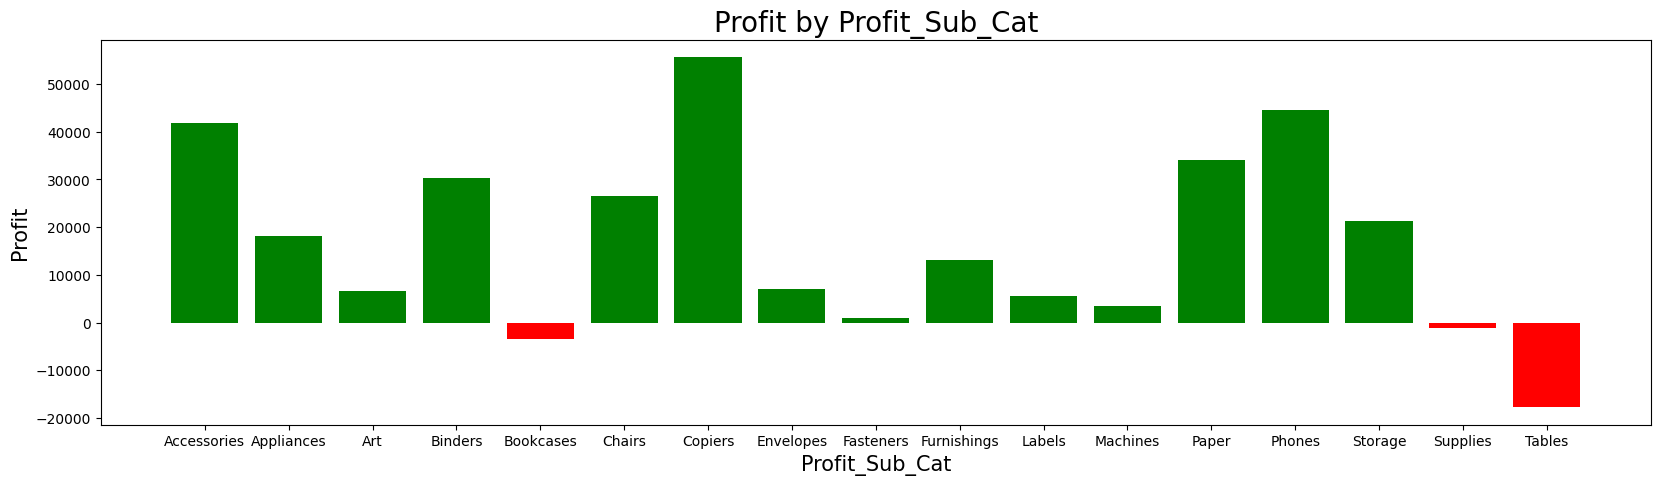 Profit by Profit_Sub_Cat
Profit
50000
40000
30000
20000
10000
0
−10000
−20000
Accessories Appliances Art Binders Bookcases Chairs Copiers Envelopes Fasteners Furnishings Labels Machines Paper Phones Storage Supplies Tables
Profit_Sub_Cat